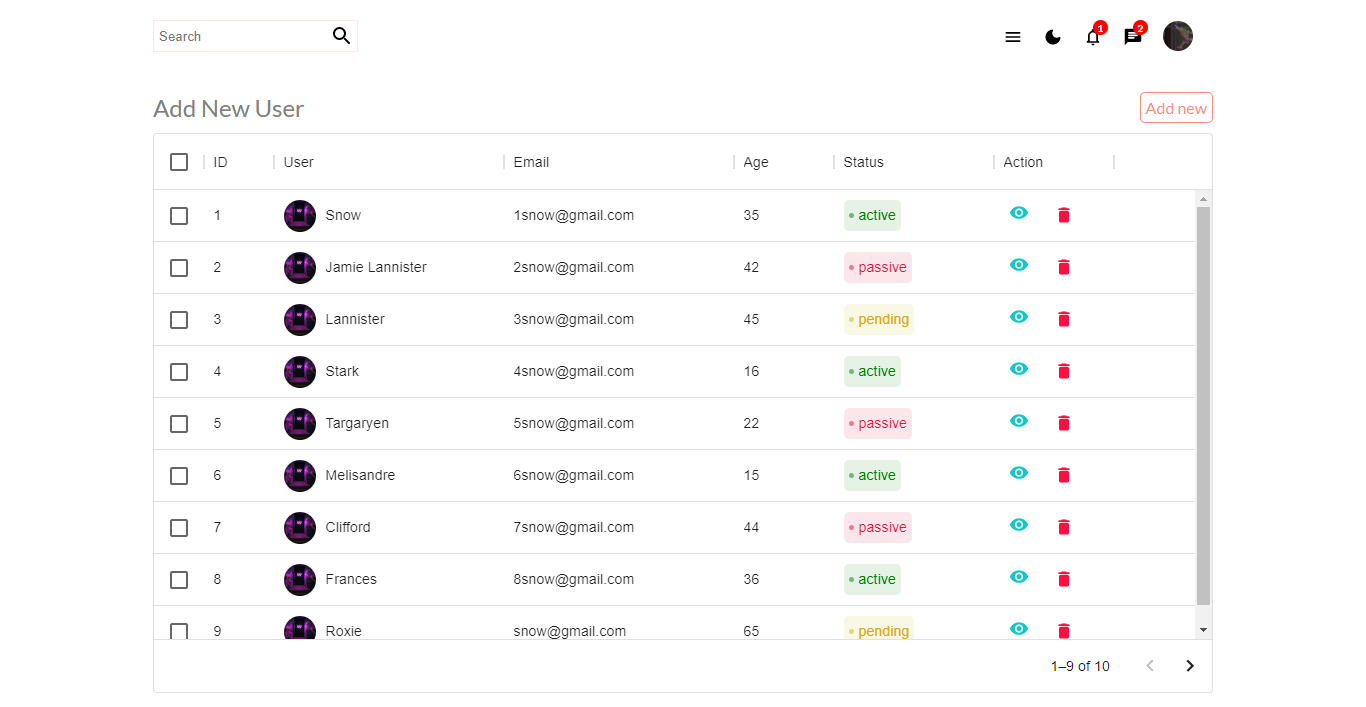 Search
1
2
Add New User
Add new
ID User Email Age Status Action
1 Snow 1snow@gmail.com 35 active
2 Jamie Lannister 2snow@gmail.com 42 passive
3 Lannister 3snow@gmail.com 45 pending
4 Stark 4snow@gmail.com 16 active
5 Targaryen 5snow@gmail.com 22 passive
6 Melisandre 6snow@gmail.com 15 active
7 Clifford 7snow@gmail.com 44 passive
8 Frances 8snow@gmail.com 36 active
9 Roxie snow@gmail.com 65 pending
1–9 of 10